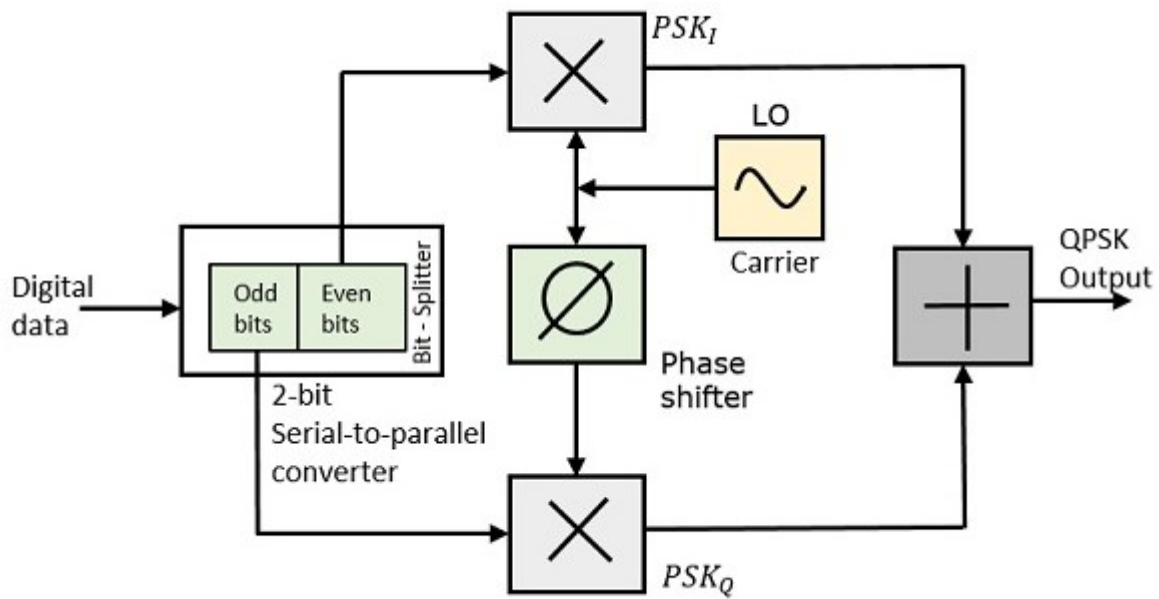 PSK_I
LO
Carrier
Digital
data
Odd
bits
Even
bits
Bit - Splitter
2-bit
Serial-to-parallel
converter
Phase
shifter
QPSK
Output
PSK_Q